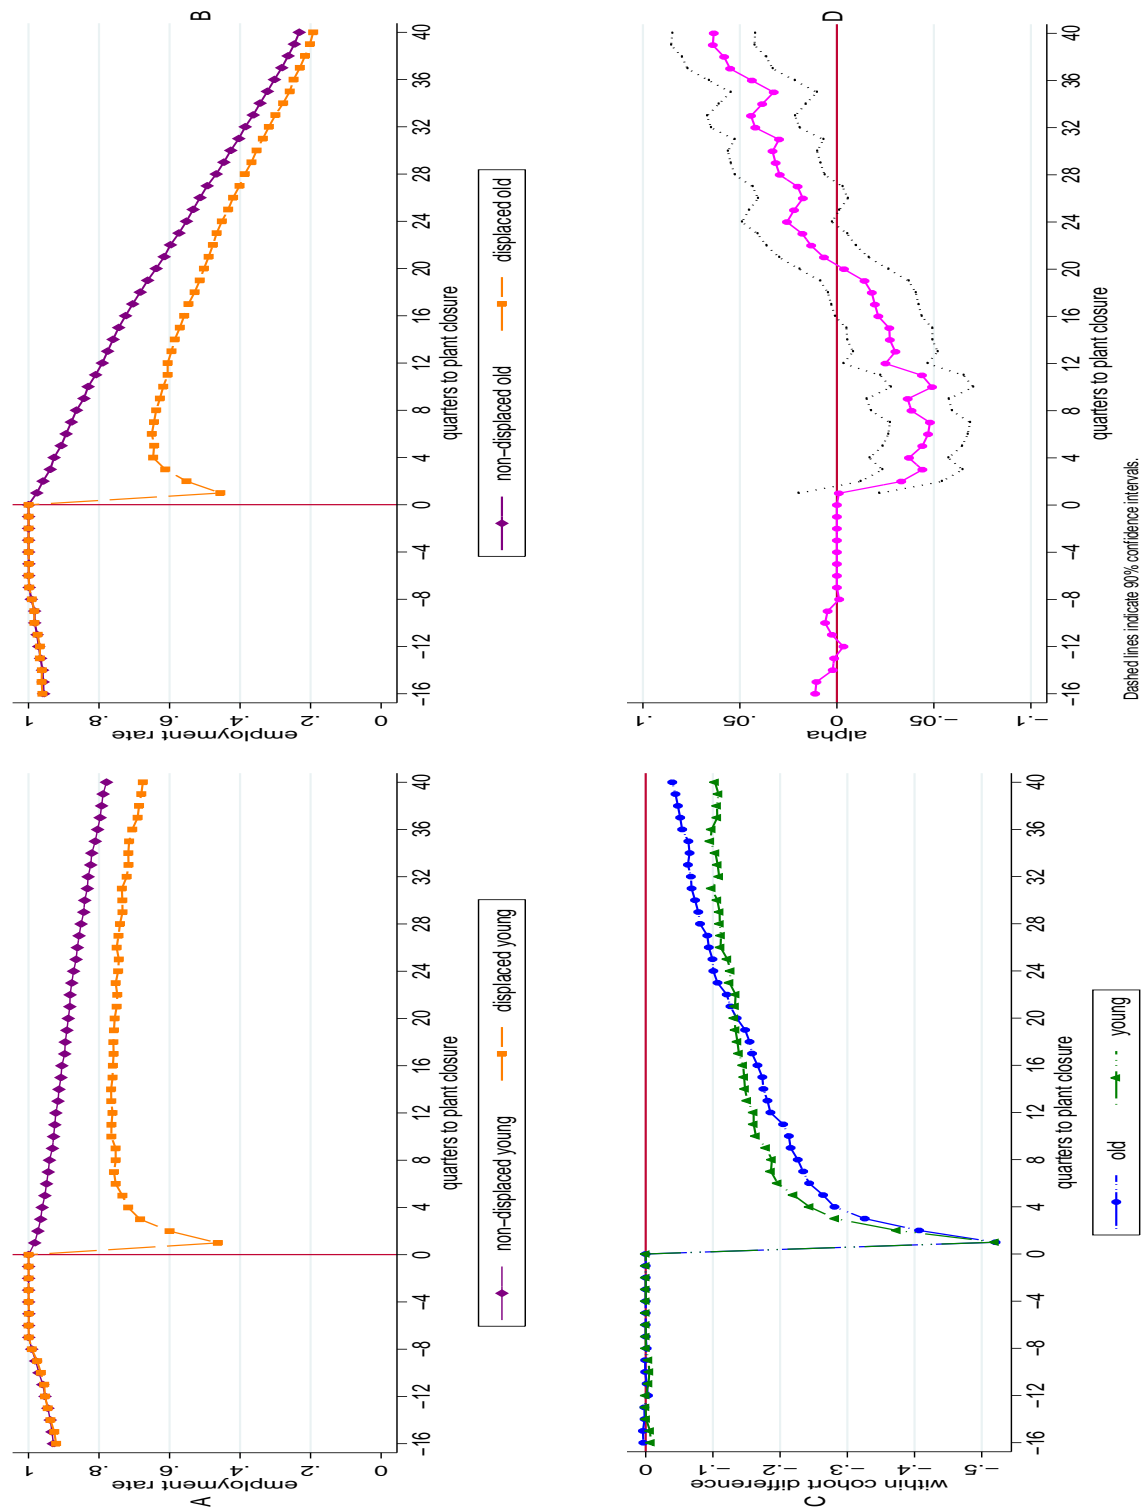 A
employment rate
1
.8
.6
.4
.2
0
−16 −12 −8 −4 0 4 8 12 16 20 24 28 32 36 40
quarters to plant closure
non−displaced young displaced young
B
employment rate
1
.8
.6
.4
.2
0
−16 −12 −8 −4 0 4 8 12 16 20 24 28 32 36 40
quarters to plant closure
non−displaced old displaced old
C
within cohort difference
0
−.1
−.2
−.3
−.4
−.5
−16 −12 −8 −4 0 4 8 12 16 20 24 28 32 36 40
quarters to plant closure
old young
D
alpha
.1
.05
0
−.05
−.1
−16 −12 −8 −4 0 4 8 12 16 20 24 28 32 36 40
quarters to plant closure
Dashed lines indicate 90% confidence intervals.